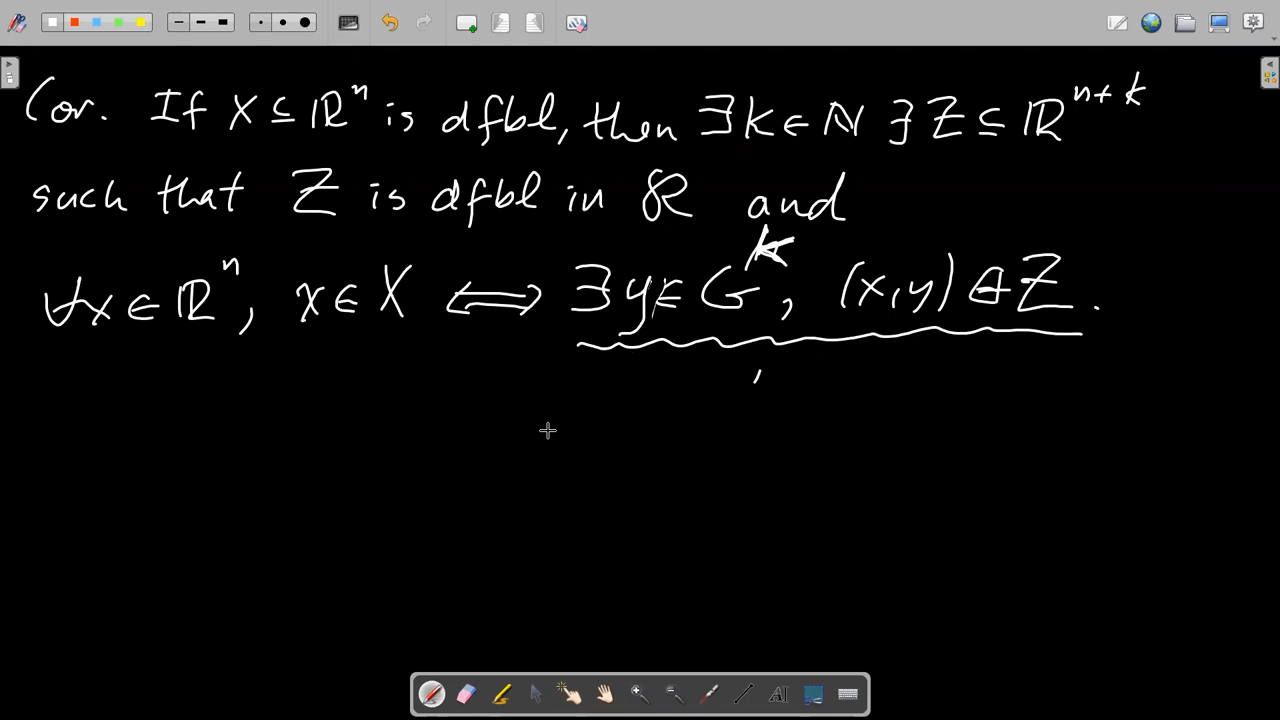 Cor. If X ⊆ ℝⁿ is dfbl, then ∃k∈ℕ ∃Z ⊆ ℝⁿ⁺ᵏ
such that Z is dfbl in ℜ and
∀x∈ℝⁿ, x∈X ⟺ ∃y∈Gᵏ, (x,y) ∈ Z.